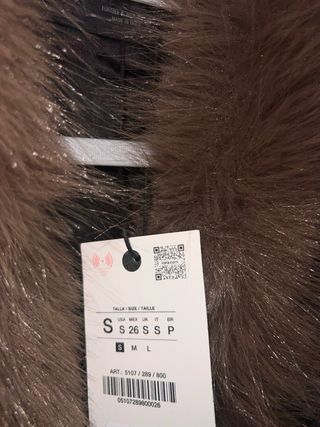 TALLA / SIZE / TAILLE
USA MEX UK IT BR
S S 26 S S P
S M L
ART.: 5107 / 289 / 800
05107289800026